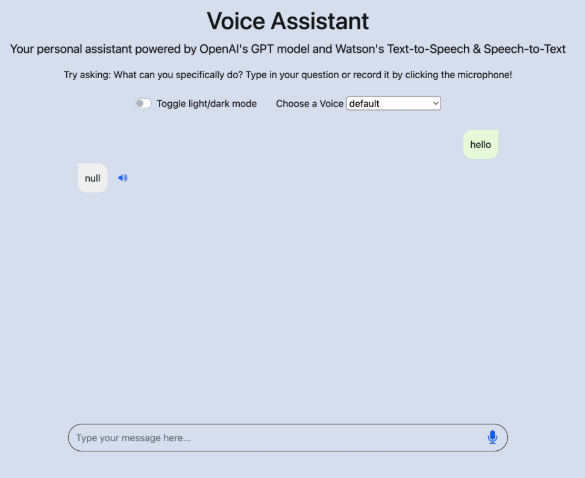 Voice Assistant
Your personal assistant powered by OpenAI's GPT model and Watson's Text-to-Speech & Speech-to-Text
Try asking: What can you specifically do? Type in your question or record it by clicking the microphone!
Toggle light/dark mode Choose a Voice default
hello
null
Type your message here...